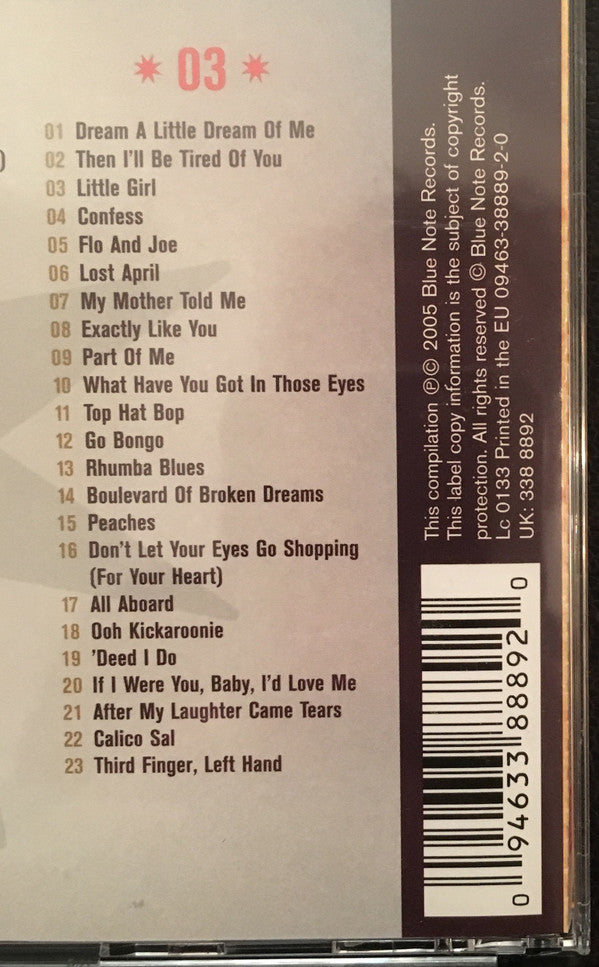 03
01 Dream A Little Dream Of Me
02 Then I'll Be Tired Of You
03 Little Girl
04 Confess
05 Flo And Joe
06 Lost April
07 My Mother Told Me
08 Exactly Like You
09 Part Of Me
10 What Have You Got In Those Eyes
11 Top Hat Bop
12 Go Bongo
13 Rhumba Blues
14 Boulevard Of Broken Dreams
15 Peaches
16 Don't Let Your Eyes Go Shopping
(For Your Heart)
17 All Aboard
18 Ooh Kickaroonie
19 'Deed I Do
20 If I Were You, Baby, I'd Love Me
21 After My Laughter Came Tears
22 Calico Sal
23 Third Finger, Left Hand
)
This compilation ℗© 2005 Blue Note Records.
This label copy information is the subject of copyright
protection. All rights reserved © Blue Note Records.
Lc 0133 Printed in the EU 09463-38889-2-0
UK: 338 8892
0 94633 88892 0